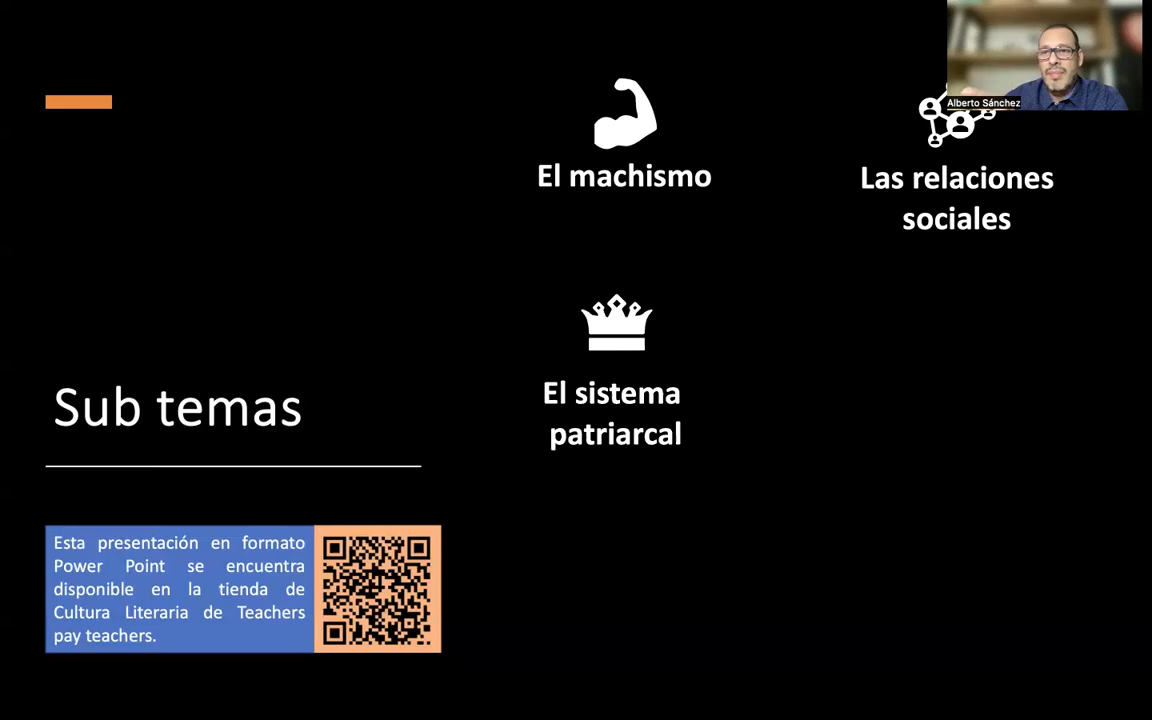 Alberto Sánchez
El machismo
Las relaciones
sociales
El sistema
patriarcal
Sub temas
Esta presentación en formato
Power Point se encuentra
disponible en la tienda de
Cultura Literaria de Teachers
pay teachers.